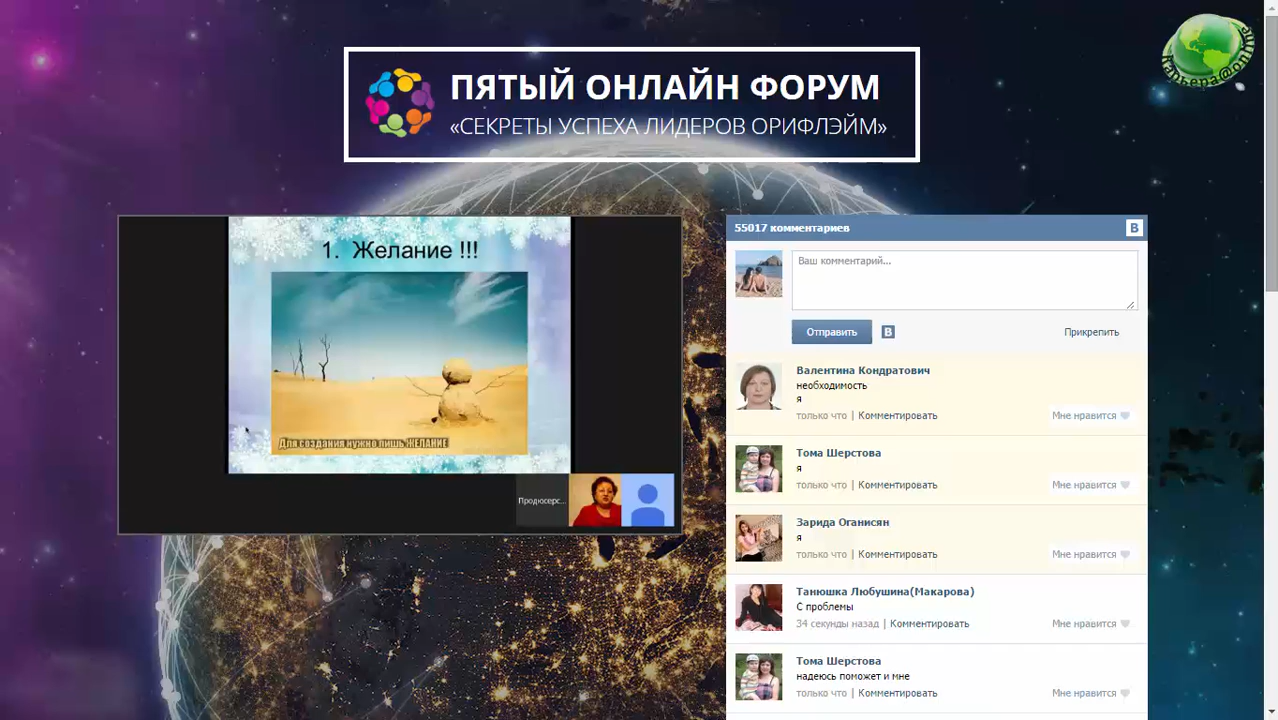 карьера@online
ПЯТЫЙ ОНЛАЙН ФОРУМ
«СЕКРЕТЫ УСПЕХА ЛИДЕРОВ ОРИФЛЭЙМ»
1. Желание !!!
Для создания нужно лишь ЖЕЛАНИЕ
Продюсерс...
55017 комментариев
B
Ваш комментарий...
Отправить
B
Прикрепить
Валентина Кондратович
необходимость
я
только что | Комментировать
Мне нравится
Тома Шерстова
я
только что | Комментировать
Мне нравится
Зарида Оганисян
я
только что | Комментировать
Мне нравится
Танюшка Любушина(Макарова)
С проблемы
34 секунды назад | Комментировать
Мне нравится
Тома Шерстова
надеюсь поможет и мне
только что | Комментировать
Мне нравится